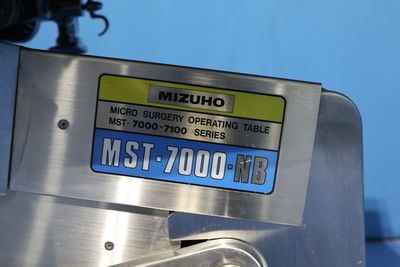 MIZUHO
MICRO SURGERY OPERATING TABLE
MST-7000・7100 SERIES
MST-7000-NB